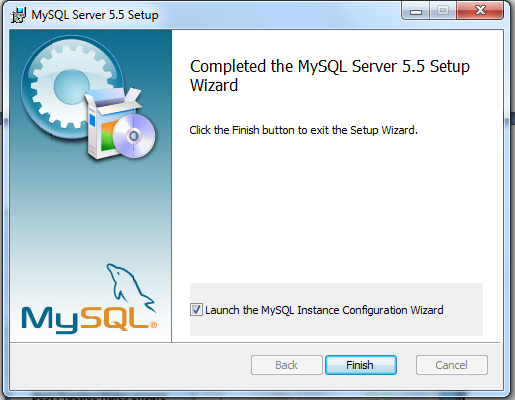 MySQL Server 5.5 Setup
Completed the MySQL Server 5.5 Setup
Wizard
Click the Finish button to exit the Setup Wizard.
MySQL®
Launch the MySQL Instance Configuration Wizard
Back
Finish
Cancel